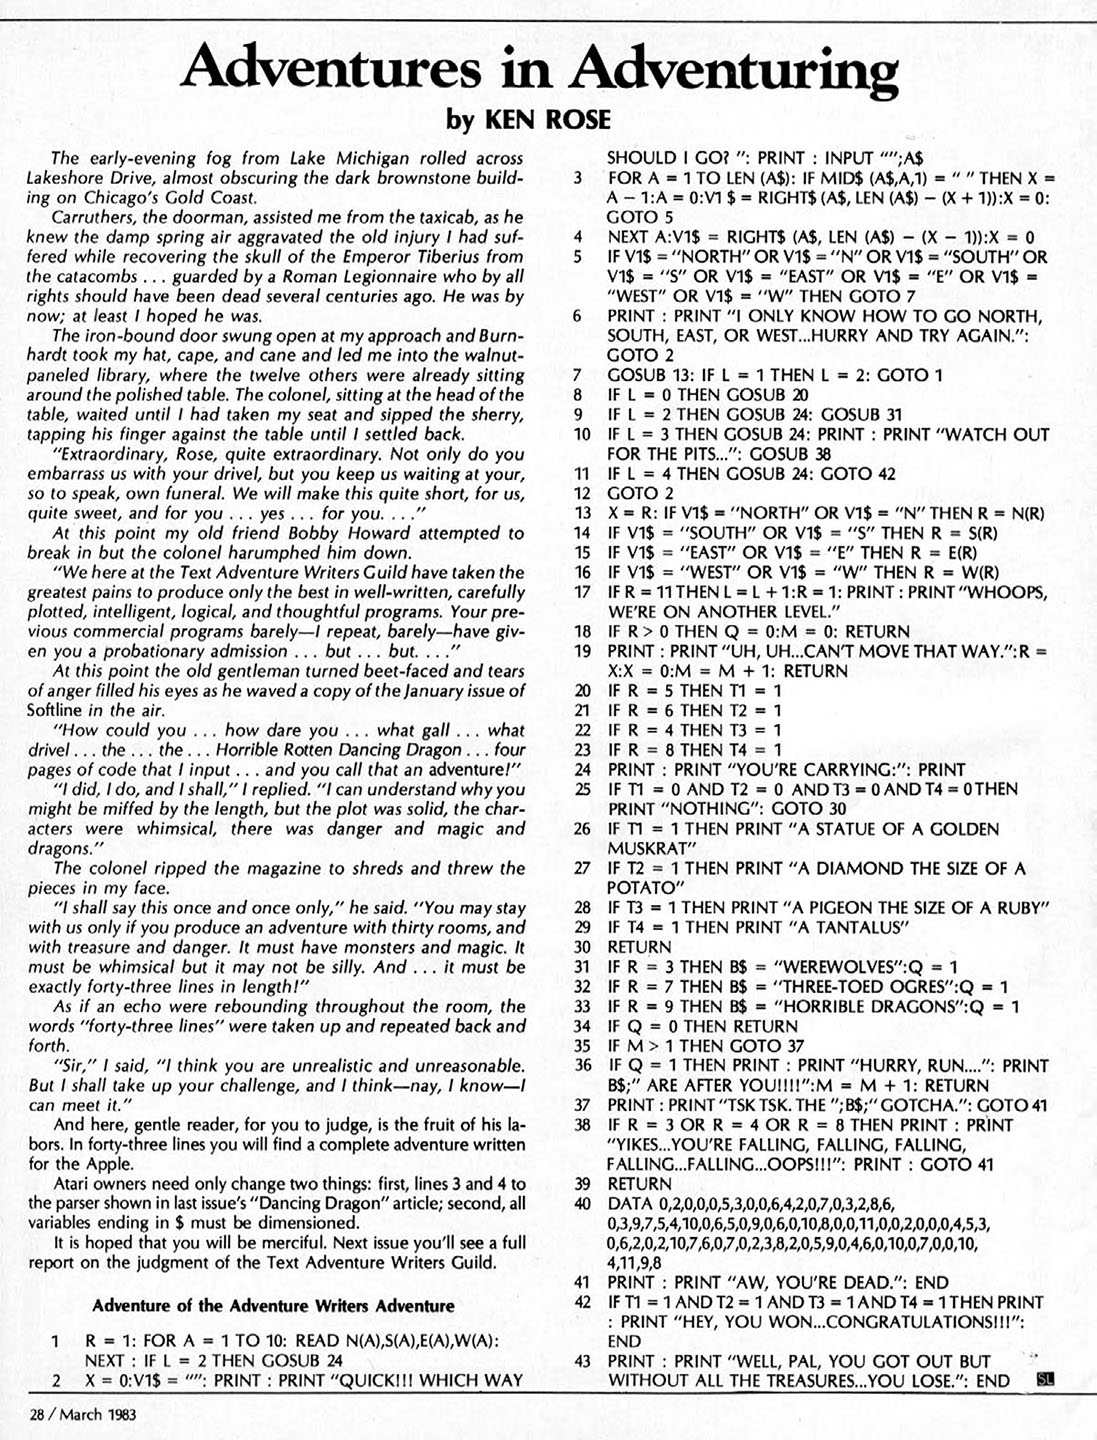 Adventures in Adventuring
by KEN ROSE
The early-evening fog from Lake Michigan rolled across
Lakeshore Drive, almost obscuring the dark brownstone build-
ing on Chicago's Gold Coast.
Carruthers, the doorman, assisted me from the taxicab, as he
knew the damp spring air aggravated the old injury I had suf-
fered while recovering the skull of the Emperor Tiberius from
the catacombs . . . guarded by a Roman Legionnaire who by all
rights should have been dead several centuries ago. He was by
now; at least I hoped he was.
The iron-bound door swung open at my approach and Burn-
hardt took my hat, cape, and cane and led me into the walnut-
paneled library, where the twelve others were already sitting
around the polished table. The colonel, sitting at the head of the
table, waited until I had taken my seat and sipped the sherry,
tapping his finger against the table until I settled back.
"Extraordinary, Rose, quite extraordinary. Not only do you
embarrass us with your drivel, but you keep us waiting at your,
so to speak, own funeral. We will make this quite short, for us,
quite sweet, and for you . . . yes . . . for you. . . ."
At this point my old friend Bobby Howard attempted to
break in but the colonel harumphed him down.
"We here at the Text Adventure Writers Guild have taken the
greatest pains to produce only the best in well-written, carefully
plotted, intelligent, logical, and thoughtful programs. Your pre-
vious commercial programs barely—I repeat, barely—have giv-
en you a probationary admission . . . but . . . but. . . ."
At this point the old gentleman turned beet-faced and tears
of anger filled his eyes as he waved a copy of the January issue of
Softline in the air.
"How could you . . . how dare you . . . what gall . . . what
drivel . . . the . . . the . . . Horrible Rotten Dancing Dragon . . . four
pages of code that I input . . . and you call that an adventure!"
"I did, I do, and I shall," I replied. "I can understand why you
might be miffed by the length, but the plot was solid, the char-
acters were whimsical, there was danger and magic and
dragons."
The colonel ripped the magazine to shreds and threw the
pieces in my face.
"I shall say this once and once only," he said. "You may stay
with us only if you produce an adventure with thirty rooms, and
with treasure and danger. It must have monsters and magic. It
must be whimsical but it may not be silly. And . . . it must be
exactly forty-three lines in length!"
As if an echo were rebounding throughout the room, the
words "forty-three lines" were taken up and repeated back and
forth.
"Sir," I said, "I think you are unrealistic and unreasonable.
But I shall take up your challenge, and I think—nay, I know—I
can meet it."
And here, gentle reader, for you to judge, is the fruit of his la-
bors. In forty-three lines you will find a complete adventure written
for the Apple.
Atari owners need only change two things: first, lines 3 and 4 to
the parser shown in last issue's "Dancing Dragon" article; second, all
variables ending in $ must be dimensioned.
It is hoped that you will be merciful. Next issue you'll see a full
report on the judgment of the Text Adventure Writers Guild.
Adventure of the Adventure Writers Adventure
1 R = 1: FOR A = 1 TO 10: READ N(A),S(A),E(A),W(A):
NEXT : IF L = 2 THEN GOSUB 24
2 X = 0:V1$ = "": PRINT : PRINT "QUICK!!! WHICH WAY
SHOULD I GO? ": PRINT : INPUT "";A$
3 FOR A = 1 TO LEN (A$): IF MID$ (A$,A,1) = " " THEN X =
A – 1:A = 0:V1 $ = RIGHT$ (A$, LEN (A$) – (X + 1)):X = 0:
GOTO 5
4 NEXT A:V1$ = RIGHT$ (A$, LEN (A$) – (X – 1)):X = 0
5 IF V1$ = "NORTH" OR V1$ = "N" OR V1$ = "SOUTH" OR
V1$ = "S" OR V1$ = "EAST" OR V1$ = "E" OR V1$ =
"WEST" OR V1$ = "W" THEN GOTO 7
6 PRINT : PRINT "I ONLY KNOW HOW TO GO NORTH,
SOUTH, EAST, OR WEST...HURRY AND TRY AGAIN.":
GOTO 2
7 GOSUB 13: IF L = 1 THEN L = 2: GOTO 1
8 IF L = 0 THEN GOSUB 20
9 IF L = 2 THEN GOSUB 24: GOSUB 31
10 IF L = 3 THEN GOSUB 24: PRINT : PRINT "WATCH OUT
FOR THE PITS...": GOSUB 38
11 IF L = 4 THEN GOSUB 24: GOTO 42
12 GOTO 2
13 X = R: IF V1$ = "NORTH" OR V1$ = "N" THEN R = N(R)
14 IF V1$ = "SOUTH" OR V1$ = "S" THEN R = S(R)
15 IF V1$ = "EAST" OR V1$ = "E" THEN R = E(R)
16 IF V1$ = "WEST" OR V1$ = "W" THEN R = W(R)
17 IF R = 11 THEN L = L + 1:R = 1: PRINT : PRINT "WHOOPS,
WE'RE ON ANOTHER LEVEL."
18 IF R > 0 THEN Q = 0:M = 0: RETURN
19 PRINT : PRINT "UH, UH...CAN'T MOVE THAT WAY.":R =
X:X = 0:M = M + 1: RETURN
20 IF R = 5 THEN T1 = 1
21 IF R = 6 THEN T2 = 1
22 IF R = 4 THEN T3 = 1
23 IF R = 8 THEN T4 = 1
24 PRINT : PRINT "YOU'RE CARRYING:": PRINT
25 IF T1 = 0 AND T2 = 0 AND T3 = 0 AND T4 = 0 THEN
PRINT "NOTHING": GOTO 30
26 IF T1 = 1 THEN PRINT "A STATUE OF A GOLDEN
MUSKRAT"
27 IF T2 = 1 THEN PRINT "A DIAMOND THE SIZE OF A
POTATO"
28 IF T3 = 1 THEN PRINT "A PIGEON THE SIZE OF A RUBY"
29 IF T4 = 1 THEN PRINT "A TANTALUS"
30 RETURN
31 IF R = 3 THEN B$ = "WEREWOLVES":Q = 1
32 IF R = 7 THEN B$ = "THREE-TOED OGRES":Q = 1
33 IF R = 9 THEN B$ = "HORRIBLE DRAGONS":Q = 1
34 IF Q = 0 THEN RETURN
35 IF M > 1 THEN GOTO 37
36 IF Q = 1 THEN PRINT : PRINT "HURRY, RUN....": PRINT
B$;" ARE AFTER YOU!!!!":M = M + 1: RETURN
37 PRINT : PRINT "TSK TSK. THE ";B$;" GOTCHA.": GOTO 41
38 IF R = 3 OR R = 4 OR R = 8 THEN PRINT : PRINT
"YIKES...YOU'RE FALLING, FALLING, FALLING,
FALLING...FALLING...OOPS!!!": PRINT : GOTO 41
39 RETURN
40 DATA 0,2,0,0,0,5,3,0,0,6,4,2,0,7,0,3,2,8,6,
0,3,9,7,5,4,10,0,6,5,0,9,0,6,0,10,8,0,0,11,0,0,2,0,0,0,4,5,3,
0,6,2,0,2,10,7,6,0,7,0,2,3,8,2,0,5,9,0,4,6,0,10,0,7,0,0,10,
4,11,9,8
41 PRINT : PRINT "AW, YOU'RE DEAD.": END
42 IF T1 = 1 AND T2 = 1 AND T3 = 1 AND T4 = 1 THEN PRINT
: PRINT "HEY, YOU WON...CONGRATULATIONS!!!":
END
43 PRINT : PRINT "WELL, PAL, YOU GOT OUT BUT
WITHOUT ALL THE TREASURES...YOU LOSE.": END SL
28 / March 1983